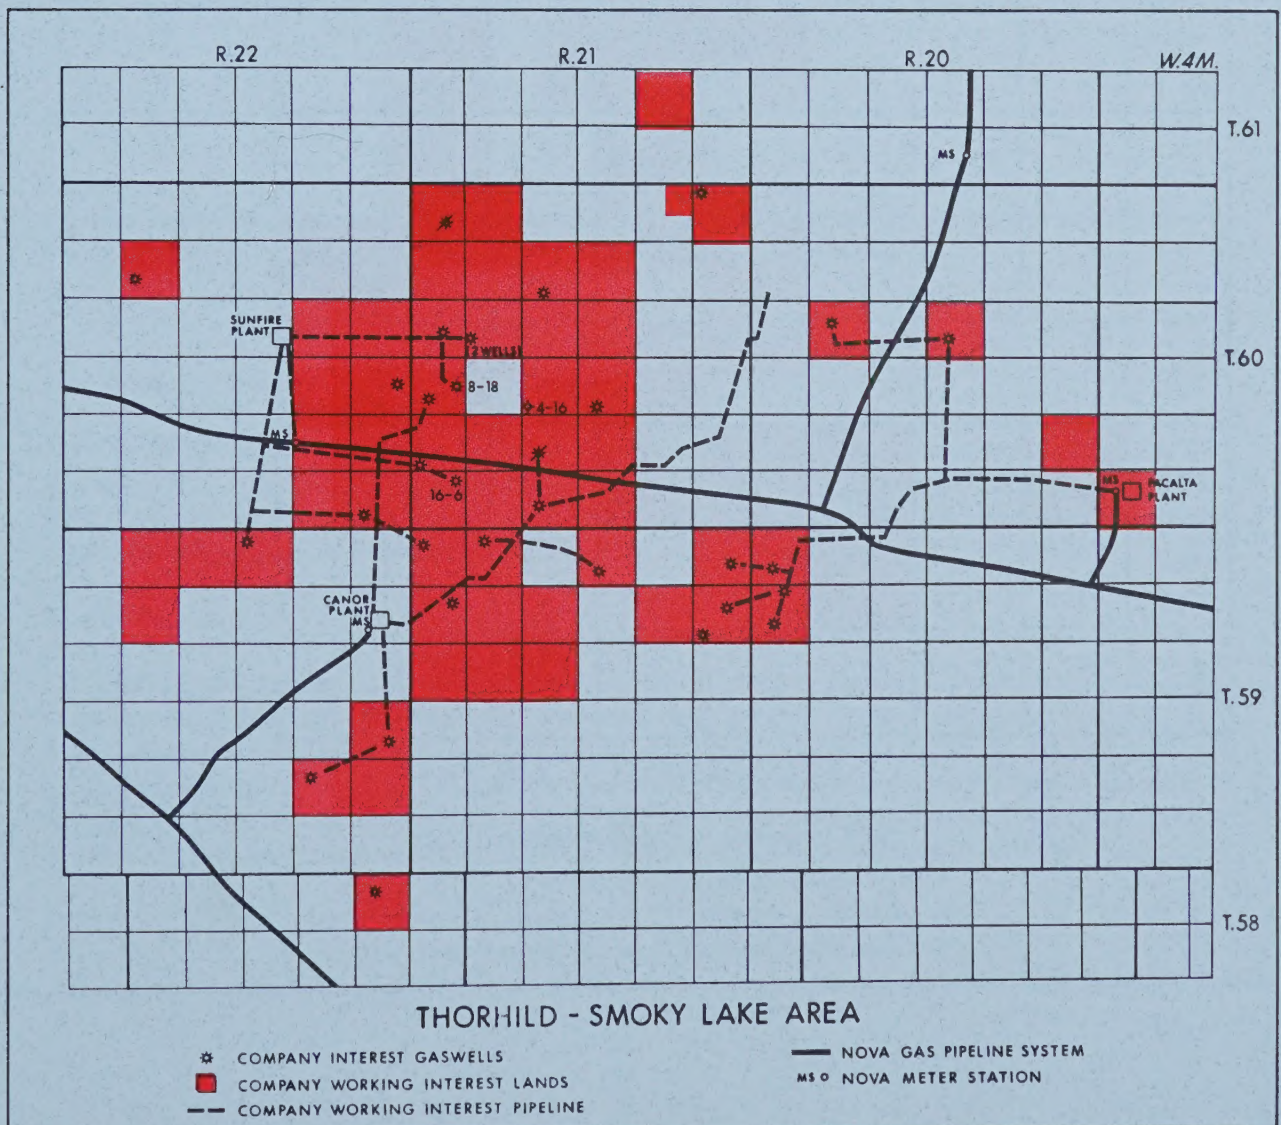 R.22 R.21 R.20 W.4M.
T.61
MS
SUNFIRE
PLANT
(2 WELLS)
T.60
8-18
4-16
MS
16-6
MS
PACALTA
PLANT
CANOR
PLANT
MS
T.59
T.58
THORHILD - SMOKY LAKE AREA
COMPANY INTEREST GASWELLS
COMPANY WORKING INTEREST LANDS
COMPANY WORKING INTEREST PIPELINE
NOVA GAS PIPELINE SYSTEM
MS NOVA METER STATION